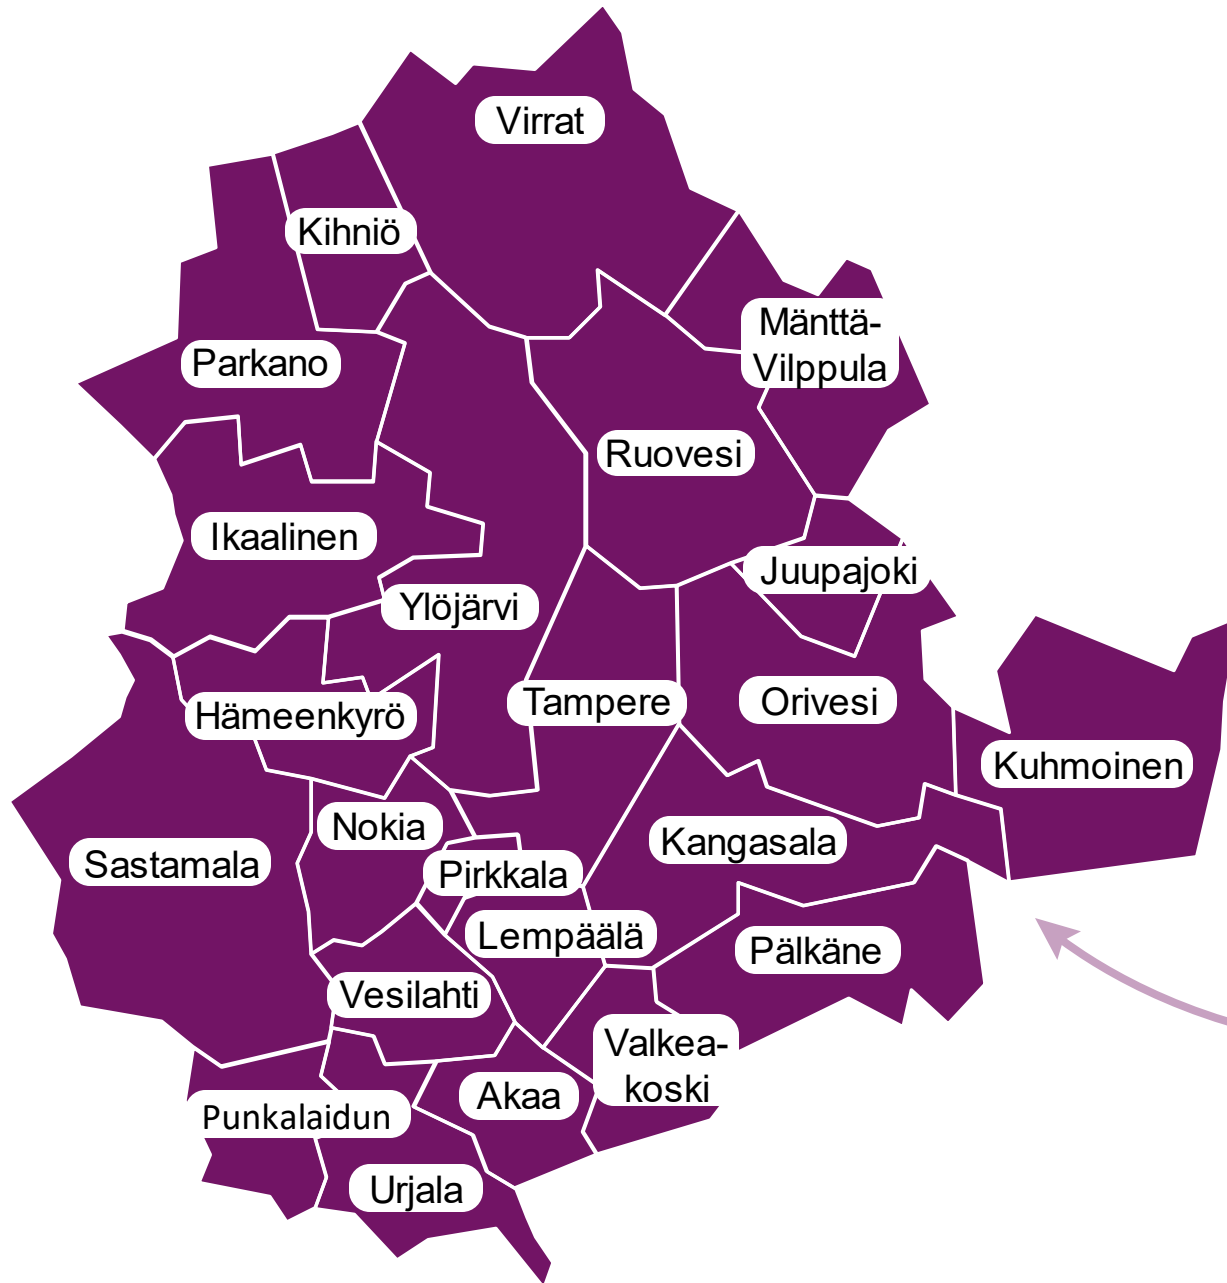 Virrat
Kihniö
Mänttä-
Vilppula
Parkano
Ruovesi
Ikaalinen
Juupajoki
Ylöjärvi
Tampere
Orivesi
Hämeenkyrö
Kuhmoinen
Nokia
Kangasala
Sastamala
Pirkkala
Lempäälä
Pälkäne
Vesilahti
Valkea-
koski
Akaa
Punkalaidun
Urjala